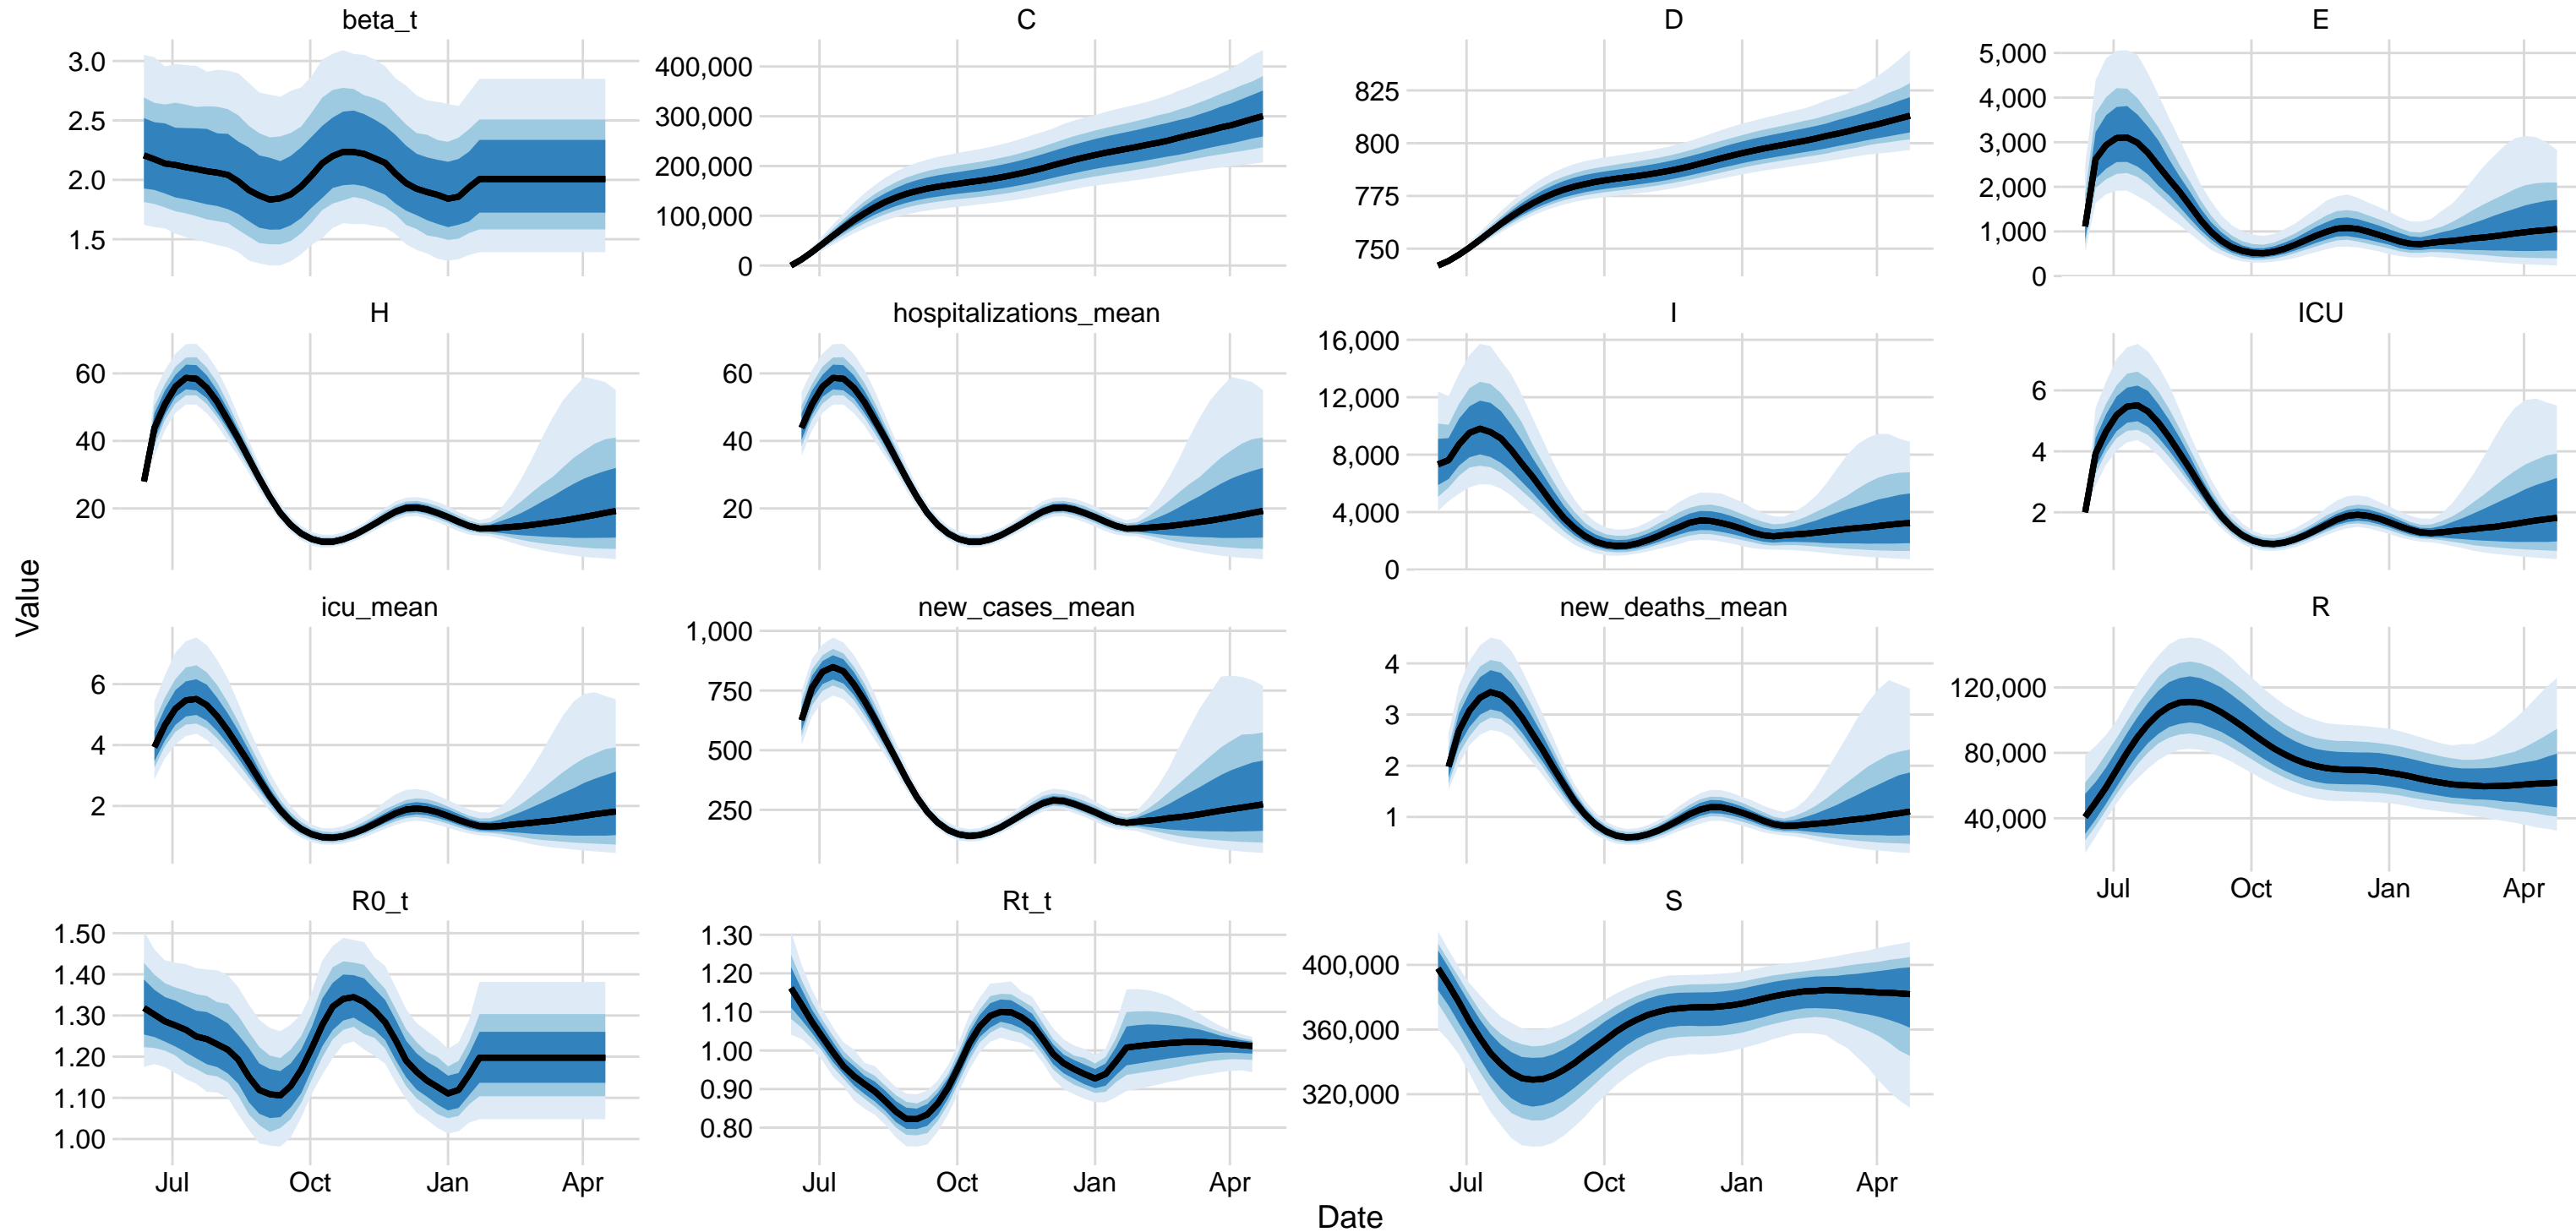 beta_t
C
D
E
3.0
2.5
2.0
1.5
400,000
300,000
200,000
100,000
0
825
800
775
750
5,000
4,000
3,000
2,000
1,000
0
H
hospitalizations_mean
I
ICU
60
40
20
60
40
20
16,000
12,000
8,000
4,000
0
6
4
2
Value
icu_mean
new_cases_mean
new_deaths_mean
R
6
4
2
1,000
750
500
250
4
3
2
1
120,000
80,000
40,000
Jul Oct Jan Apr
R0_t
Rt_t
S
1.50
1.40
1.30
1.20
1.10
1.00
1.30
1.20
1.10
1.00
0.90
0.80
400,000
360,000
320,000
Jul Oct Jan Apr
Jul Oct Jan Apr
Jul Oct Jan Apr
Date